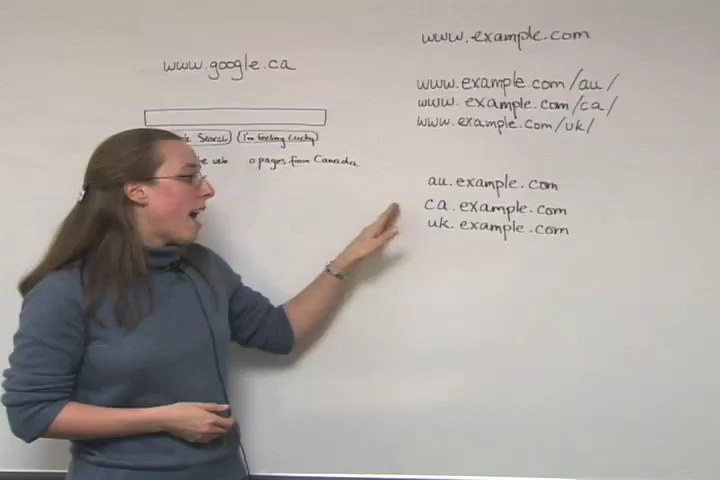 www.google.ca
Search I'm Feeling Lucky
web o pages from Canada
www.example.com
www.example.com/au/
www.example.com/ca/
www.example.com/uk/
au.example.com
ca.example.com
uk.example.com